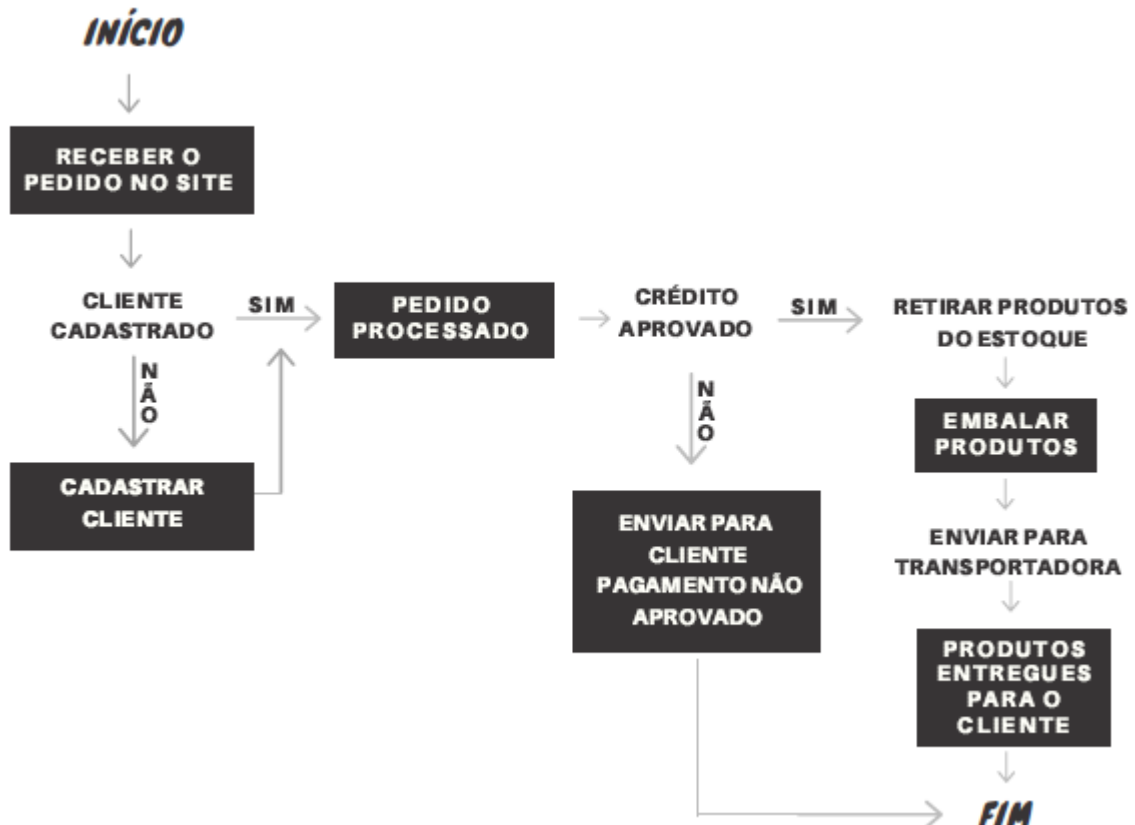 INÍCIO
RECEBER O
PEDIDO NO SITE
CLIENTE
CADASTRADO
SIM
NÃO
CADASTRAR
CLIENTE
PEDIDO
PROCESSADO
CRÉDITO
APROVADO
SIM
NÃO
ENVIAR PARA
CLIENTE
PAGAMENTO NÃO
APROVADO
RETIRAR PRODUTOS
DO ESTOQUE
EMBALAR
PRODUTOS
ENVIAR PARA
TRANSPORTADORA
PRODUTOS
ENTREGUES
PARA O
CLIENTE
FIM